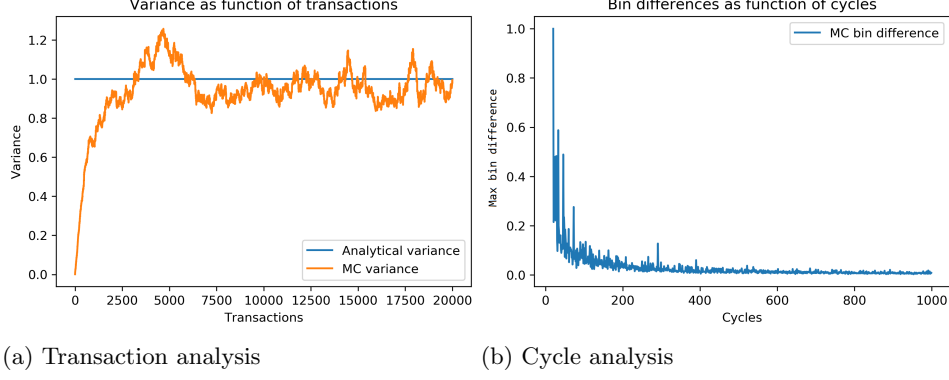 Variance as function of transactions
1.2
1.0
0.8
0.6
0.4
0.2
0.0
Variance
Analytical variance
MC variance
0 2500 5000 7500 10000 12500 15000 17500 20000
Transactions
(a) Transaction analysis
Bin differences as function of cycles
MC bin difference
1.0
0.8
0.6
0.4
0.2
0.0
Max bin difference
0 200 400 600 800 1000
Cycles
(b) Cycle analysis